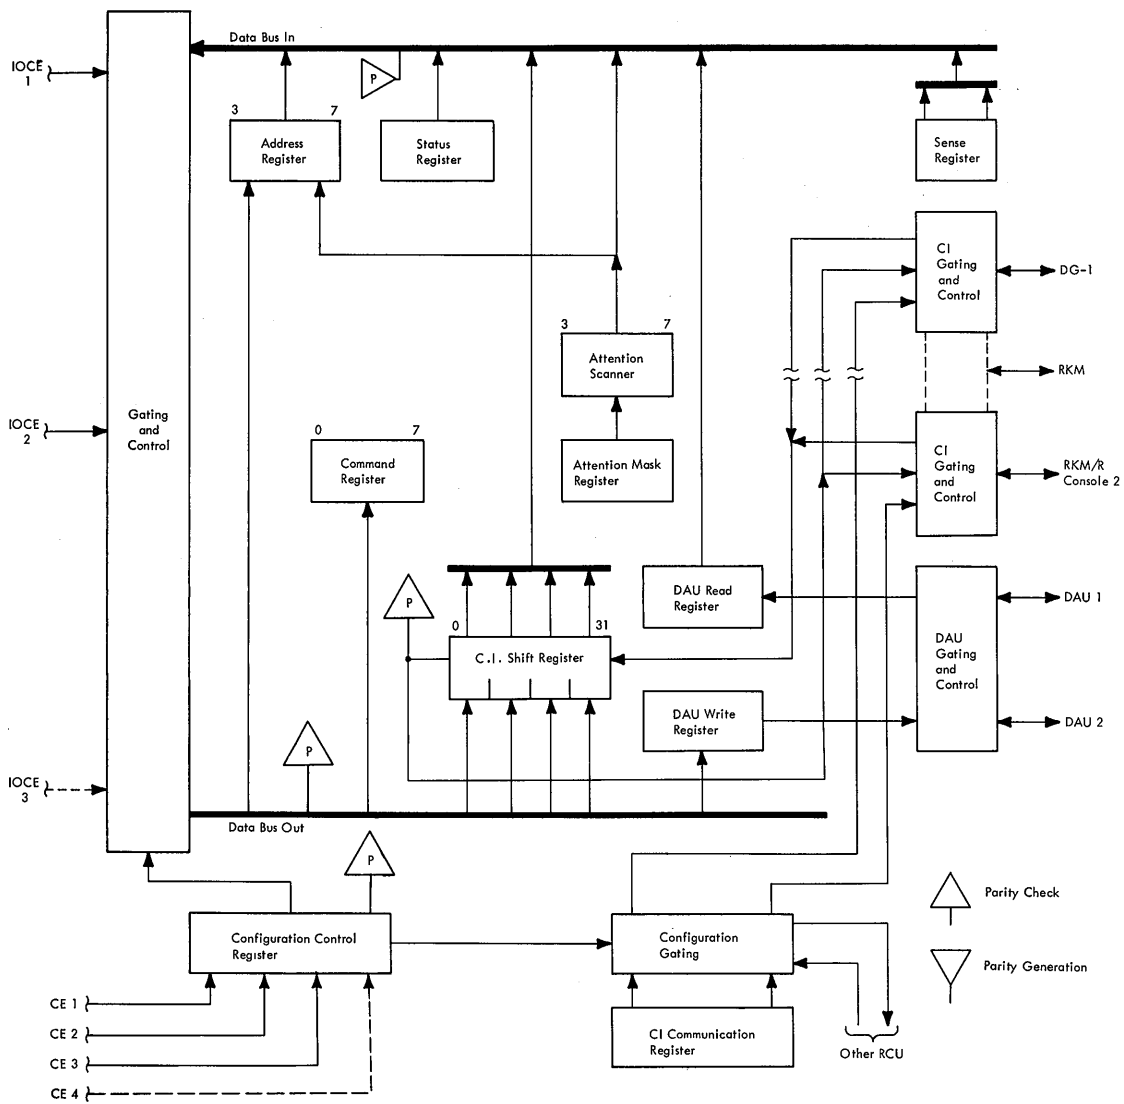 Data Bus In
IOCE
1
P
3 7
Address
Register
Status
Register
Sense
Register
CI
Gating
and
Control
DG-1
3 7
Attention
Scanner
RKM
Gating
and
Control
IOCE
2
0 7
Command
Register
Attention Mask
Register
CI
Gating
and
Control
RKM/R
Console 2
P
DAU Read
Register
DAU 1
0 31
C.I. Shift Register
DAU
Gating
and
Control
DAU Write
Register
DAU 2
P
IOCE
3
Data Bus Out
P
Parity Check
Configuration Control
Register
Configuration
Gating
Parity Generation
CE 1
CE 2
CE 3
CE 4
CI Communication
Register
Other RCU